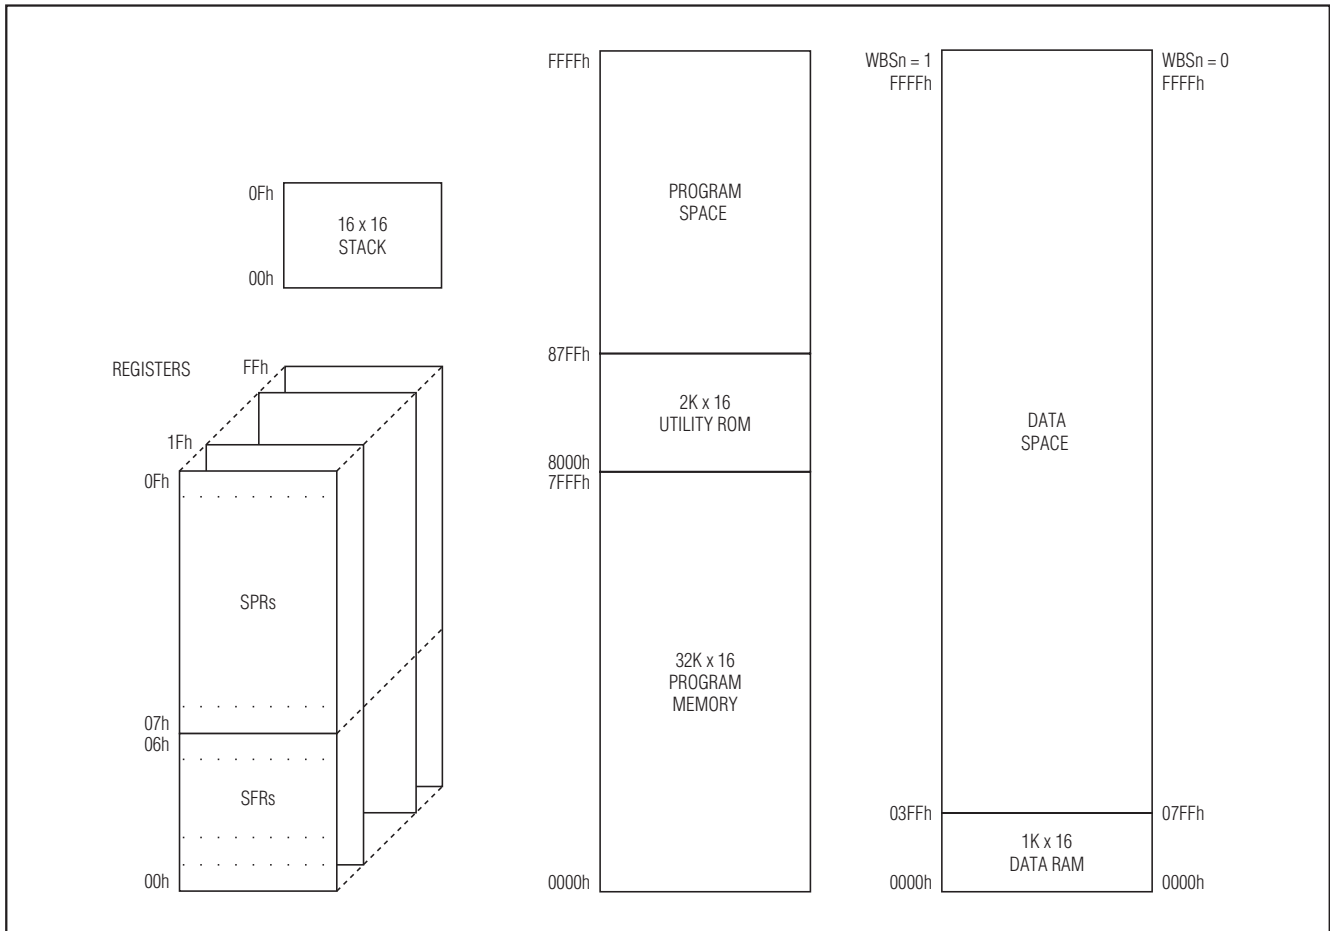 0Fh
16 x 16
STACK
00h
REGISTERS
FFh
1Fh
0Fh
SPRs
07h
06h
SFRs
00h
FFFFh
PROGRAM
SPACE
87FFh
2K x 16
UTILITY ROM
8000h
7FFFh
32K x 16
PROGRAM
MEMORY
0000h
WBSn = 1
FFFFh
WBSn = 0
FFFFh
DATA
SPACE
03FFh
07FFh
1K x 16
DATA RAM
0000h
0000h